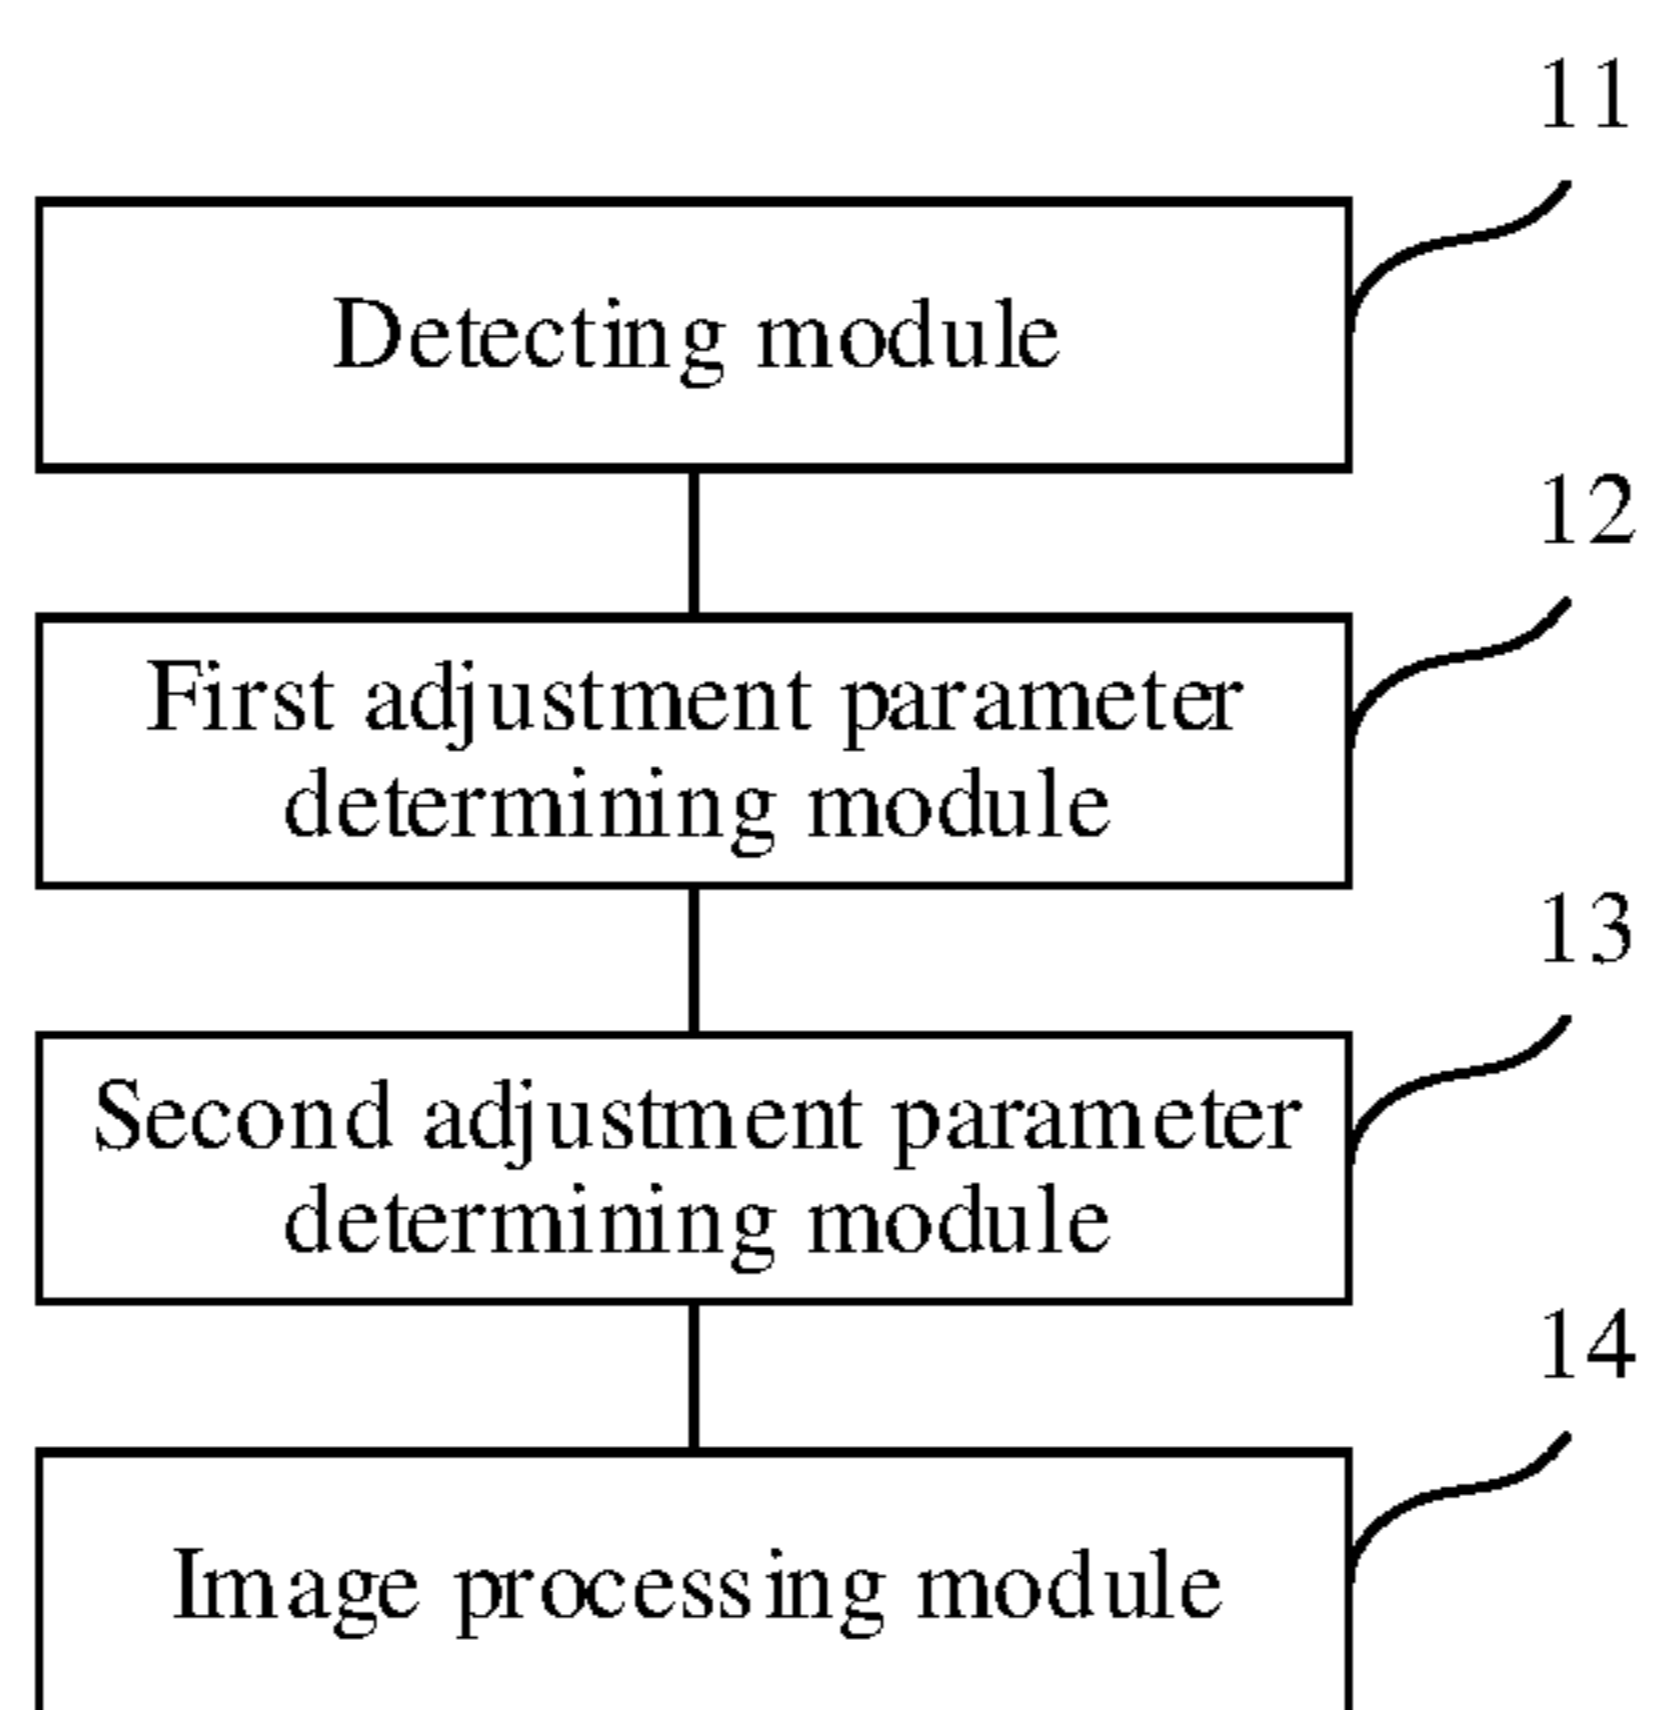 11
Detecting module
12
First adjustment parameter
determining module
13
Second adjustment parameter
determining module
14
Image processing module